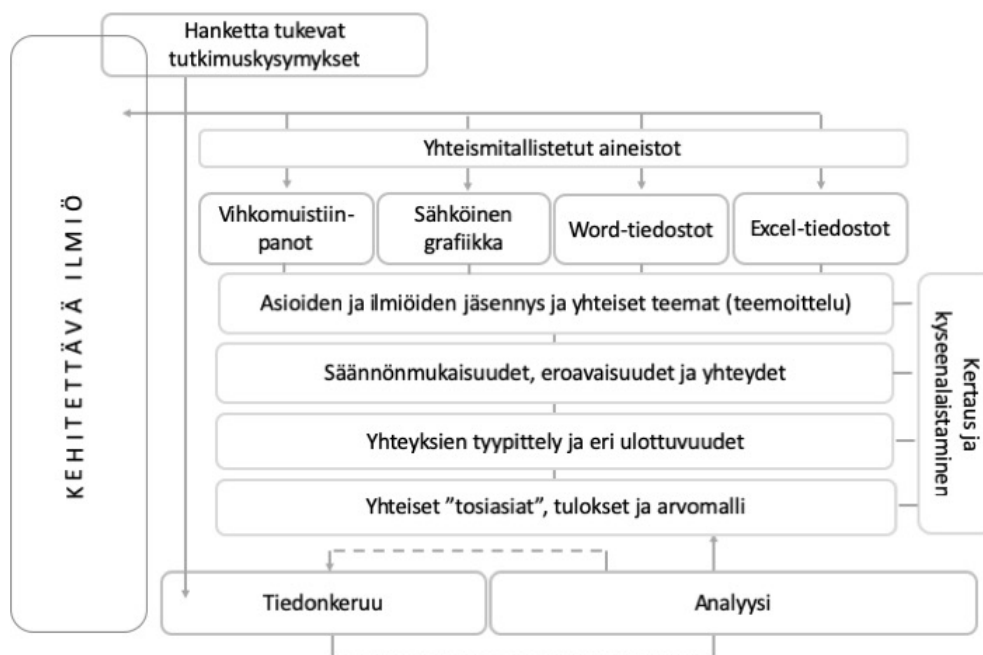 Hanketta tukevat
tutkimuskysymykset
KEHITETTÄVÄ ILMIÖ
Yhteismitallistetut aineistot
Vihkomuistiin-
panot
Sähköinen
grafiikka
Word-tiedostot
Excel-tiedostot
Asioiden ja ilmiöiden jäsennys ja yhteiset teemat (teemoittelu)
Säännönmukaisuudet, eroavaisuudet ja yhteydet
Yhteyksien tyypittely ja eri ulottuvuudet
Yhteiset ”tosiasiat”, tulokset ja arvomalli
Kertaus ja
kyseenalaistaminen
Tiedonkeruu
Analyysi